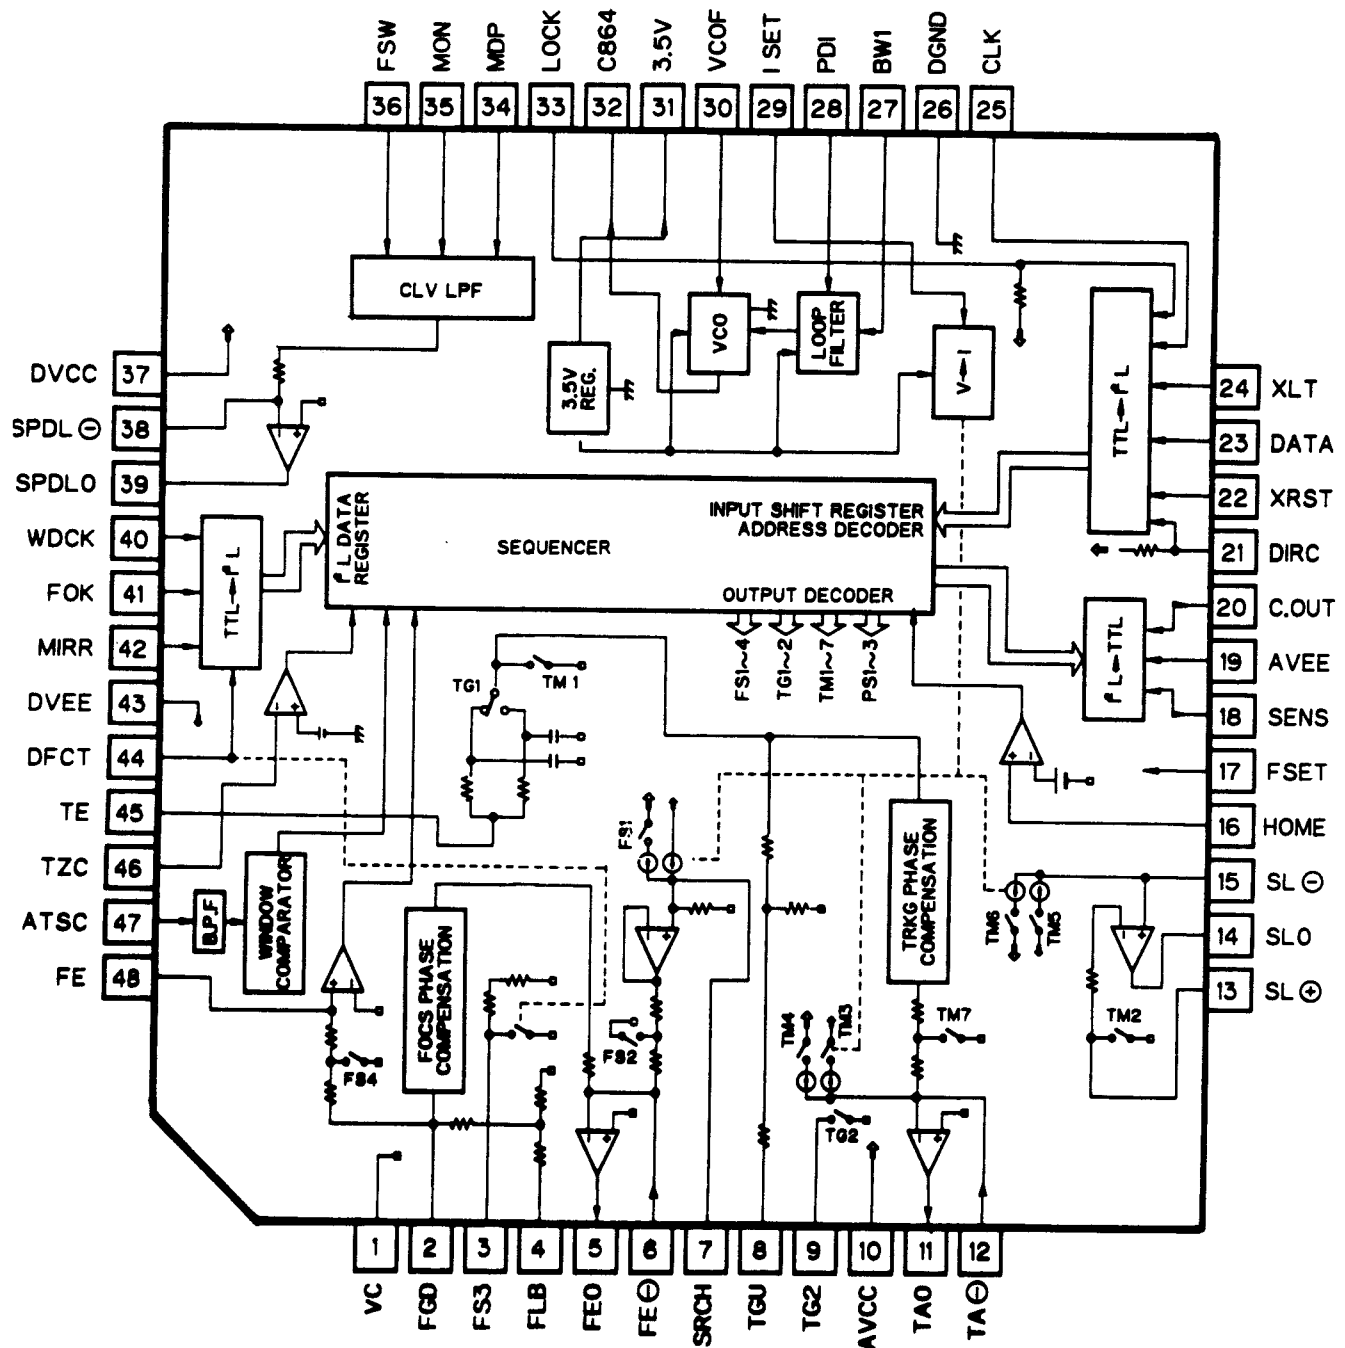 FSW
MON
MDP
LOCK
C864
3.5V
VCOF
I SET
PDI
BW1
DGND
CLK
36
35
34
33
32
31
30
29
28
27
26
25
CLV LPF
3.5V
REG.
VCO
LOOP
FILTER
V→I
TTL→I²L
DVCC 37
SPDL⊖ 38
SPDLO 39
WDCK 40
FOK 41
MIRR 42
DVEE 43
DFCT 44
TE 45
TZC 46
ATSC 47
FE 48
24 XLT
23 DATA
22 XRST
21 DIRC
20 C.OUT
19 AVEE
18 SENS
17 FSET
16 HOME
15 SL⊖
14 SLO
13 SL⊕
TTL→I²L
I²L DATA
REGISTER
SEQUENCER
INPUT SHIFT REGISTER
ADDRESS DECODER
OUTPUT DECODER
FS1~4
TG1~2
TM1~7
PS1~3
I²L→TTL
TG1
TM 1
FS1
B.P.F
WINDOW
COMPARATOR
FOCS PHASE
COMPENSATION
TRKG PHASE
COMPENSATION
TM6
TM5
TM2
FS4
FS2
TM4
TM3
TM7
TG2
1
2
3
4
5
6
7
8
9
10
11
12
VC
FGD
FS3
FLB
FEO
FE⊖
SRCH
TGU
TG2
AVCC
TAO
TA⊖